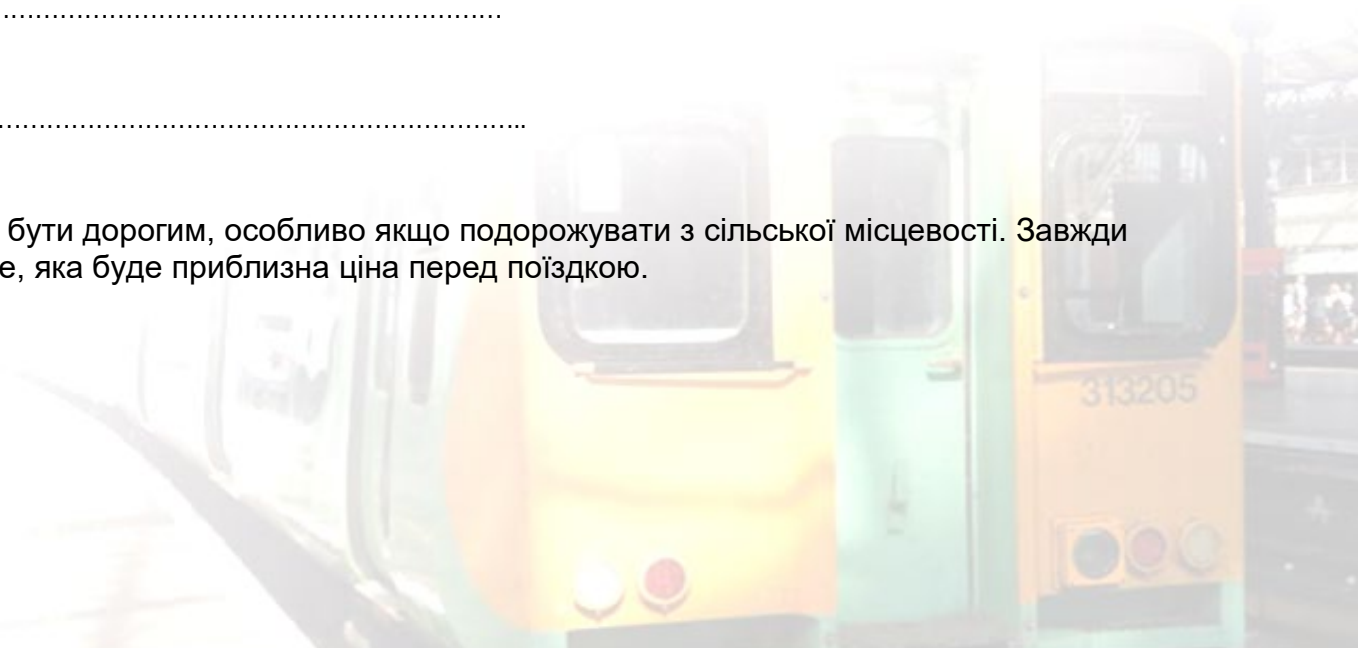 ………………………………………………………
………………………………………………………..
бути дорогим, особливо якщо подорожувати з сільської місцевості. Завжди
е, яка буде приблизна ціна перед поїздкою.
313205